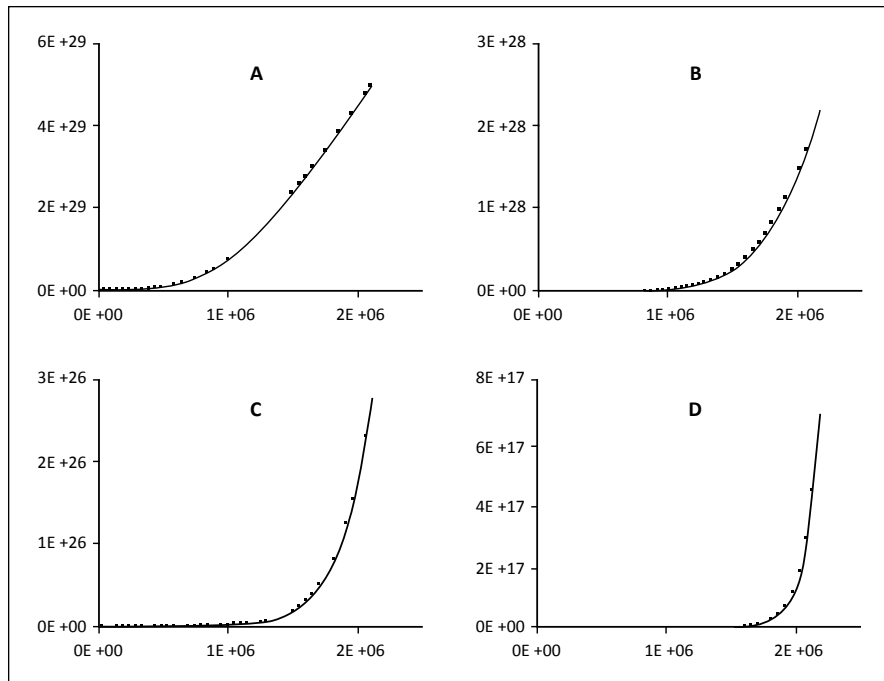 6E +29
A
4E +29
2E +29
0E +00
0E +00 1E +06 2E +06
3E +28
B
2E +28
1E +28
0E +00
0E +00 1E +06 2E +06
3E +26
C
2E +26
1E +26
0E +00
0E +00 1E +06 2E +06
8E +17
D
6E +17
4E +17
2E +17
0E +00
0E +00 1E +06 2E +06